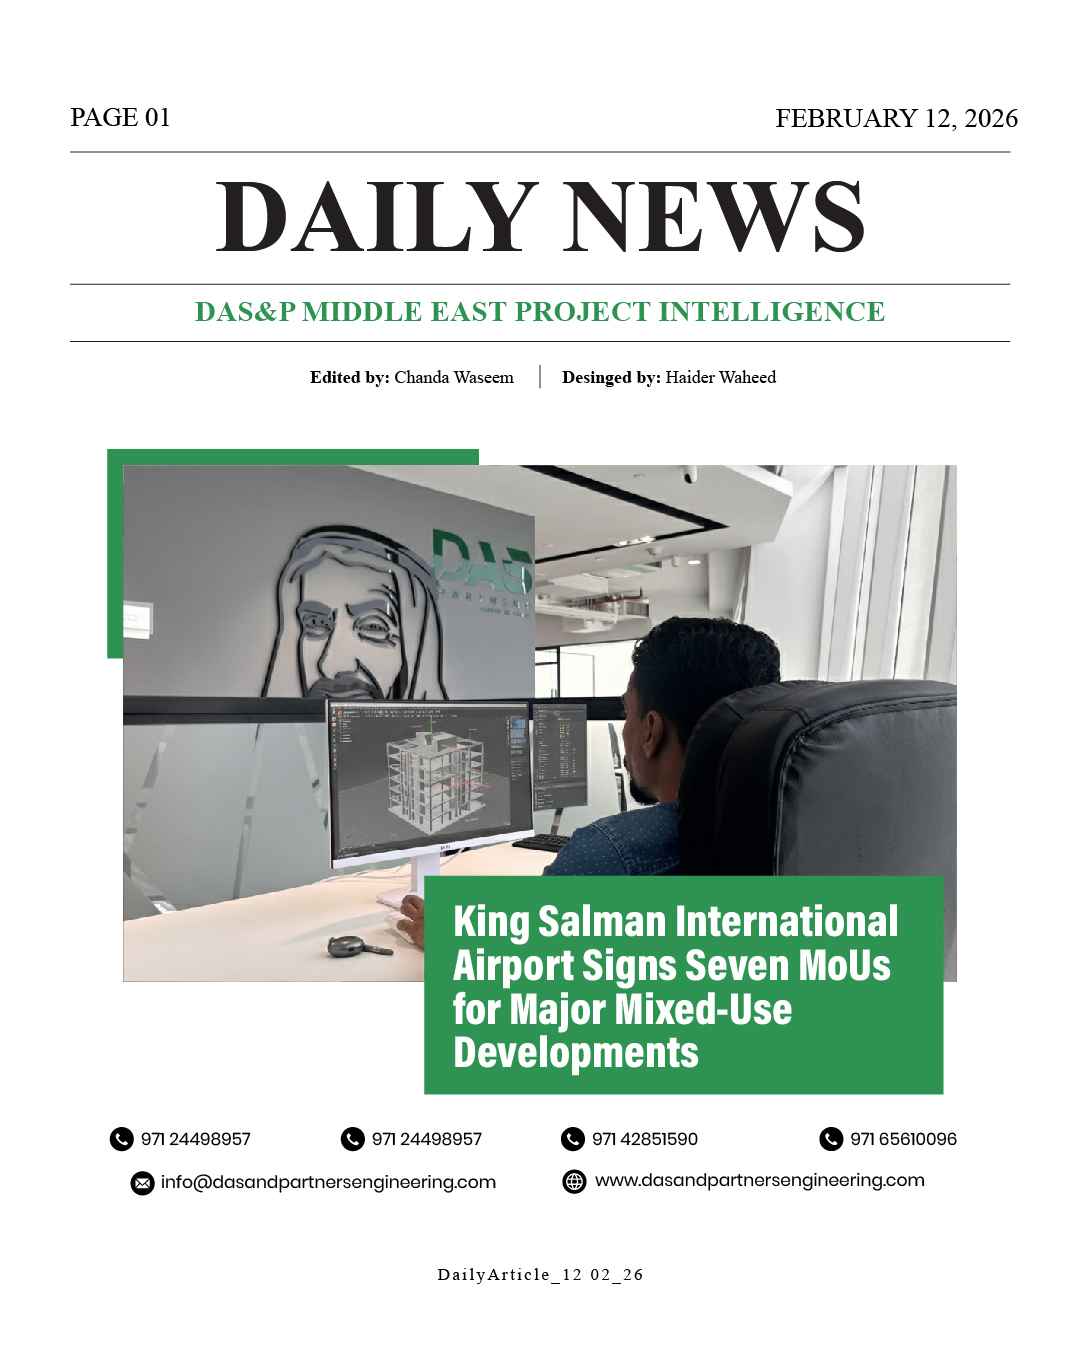 PAGE 01
FEBRUARY 12, 2026
DAILY NEWS
DAS&P MIDDLE EAST PROJECT INTELLIGENCE
Edited by: Chanda Waseem
Desinged by: Haider Waheed
King Salman International
Airport Signs Seven MoUs
for Major Mixed-Use
Developments
971 24498957
971 24498957
971 42851590
971 65610096
info@dasandpartnersengineering.com
www.dasandpartnersengineering.com
DailyArticle_12 02_26